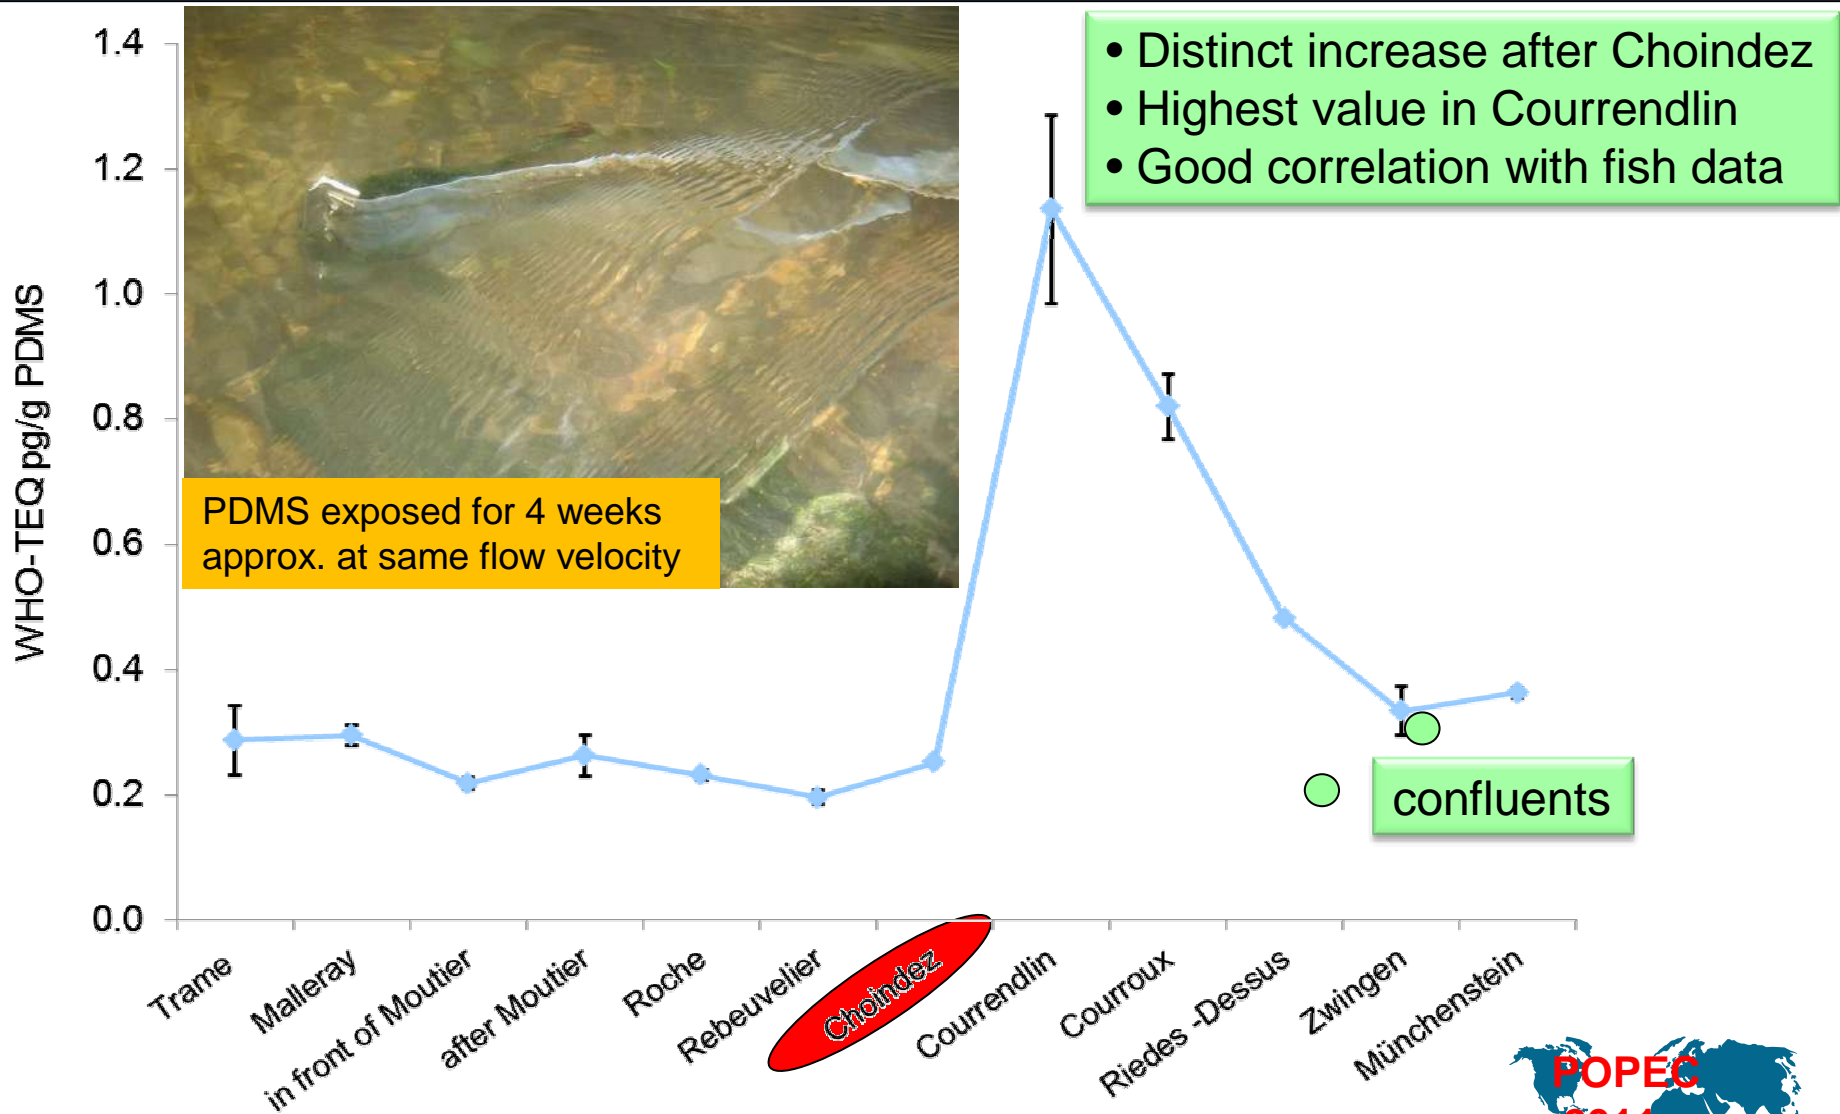 • Distinct increase after Choindez
• Highest value in Courrendlin
• Good correlation with fish data
WHO-TEQ pg/g PDMS
1.4
1.2
1.0
0.8
0.6
0.4
0.2
0.0
PDMS exposed for 4 weeks
approx. at same flow velocity
confluents
Trame
Malleray
in front of Moutier
after Moutier
Roche
Rebeuvelier
Choindez
Courrendlin
Courroux
Riedes -Dessus
Zwingen
Münchenstein
POPEC